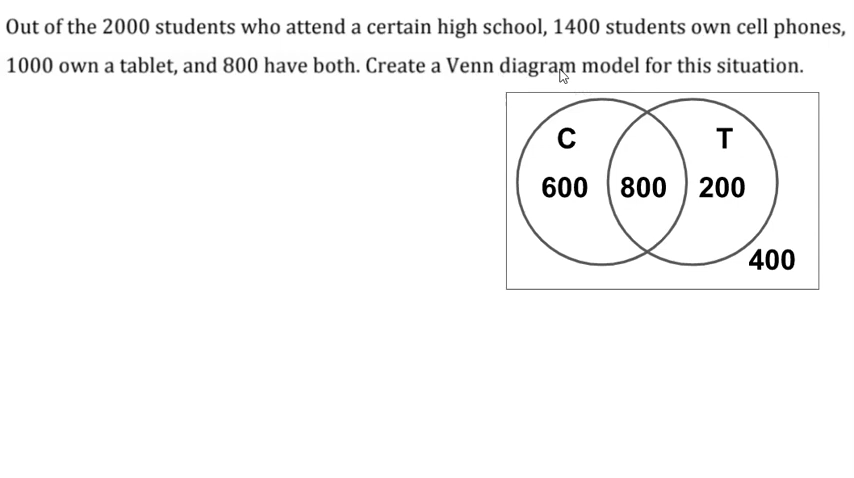 Out of the 2000 students who attend a certain high school, 1400 students own cell phones,
1000 own a tablet, and 800 have both. Create a Venn diagram model for this situation.
C T
600 800 200
400